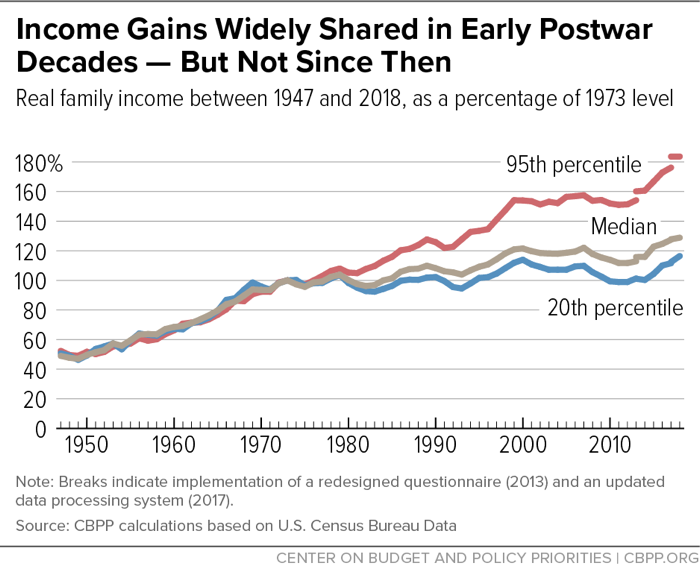 Income Gains Widely Shared in Early Postwar
Decades — But Not Since Then
Real family income between 1947 and 2018, as a percentage of 1973 level
180%
95th percentile
160
140
Median
120
100
20th percentile
80
60
40
20
0
1950 1960 1970 1980 1990 2000 2010
Note: Breaks indicate implementation of a redesigned questionnaire (2013) and an updated
data processing system (2017).
Source: CBPP calculations based on U.S. Census Bureau Data
CENTER ON BUDGET AND POLICY PRIORITIES | CBPP.ORG